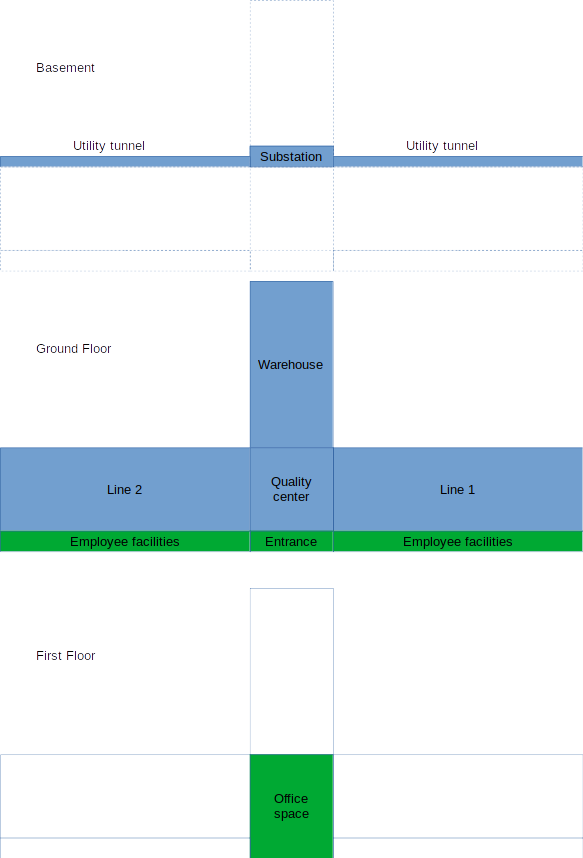 Basement
Utility tunnel
Utility tunnel
Substation
Ground Floor
Warehouse
Line 2
Quality
center
Line 1
Employee facilities
Entrance
Employee facilities
First Floor
Office
space